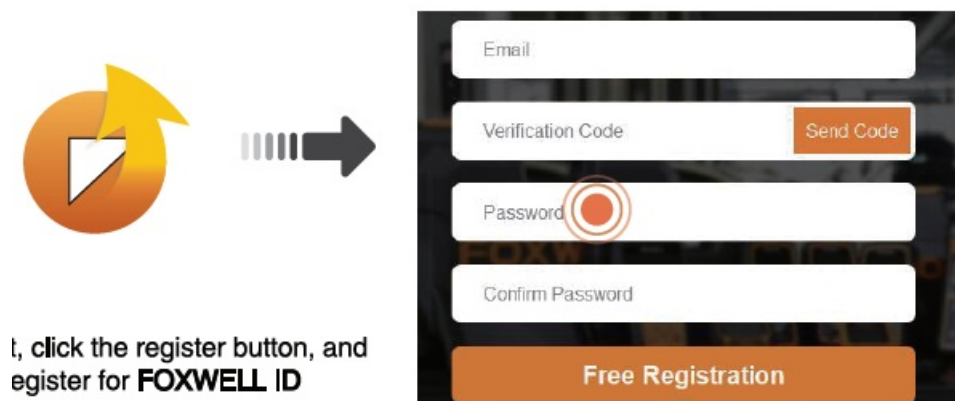 t, click the register button, and
egister for FOXWELL ID
Email
Verification Code
Send Code
Password
Confirm Password
Free Registration